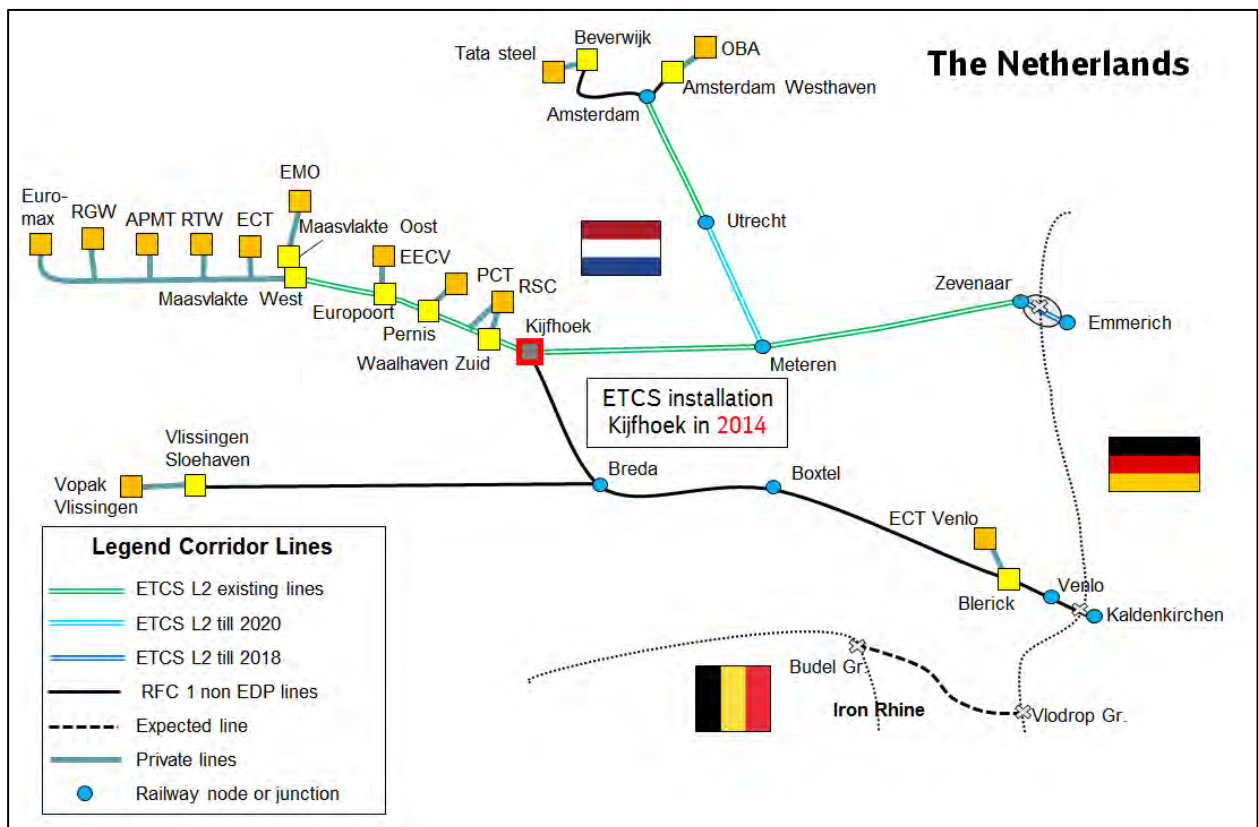 The Netherlands
Beverwijk
Tata steel
OBA
Amsterdam Westhaven
Amsterdam
EMO
Euro-
max
RGW
APMT
RTW
ECT
Maasvlakte Oost
Maasvlakte West
EECV
Europoort
PCT
Pernis
RSC
Waalhaven Zuid
Kijfhoek
Utrecht
Zevenaar
Emmerich
Meteren
ETCS installation
Kijfhoek in 2014
Vlissingen
Sloehaven
Vopak
Vlissingen
Breda
Boxtel
ECT Venlo
Blerick
Venlo
Kaldenkirchen
Budel Gr.
Iron Rhine
Vlodrop Gr.
Legend Corridor Lines
ETCS L2 existing lines
ETCS L2 till 2020
ETCS L2 till 2018
RFC 1 non EDP lines
Expected line
Private lines
Railway node or junction